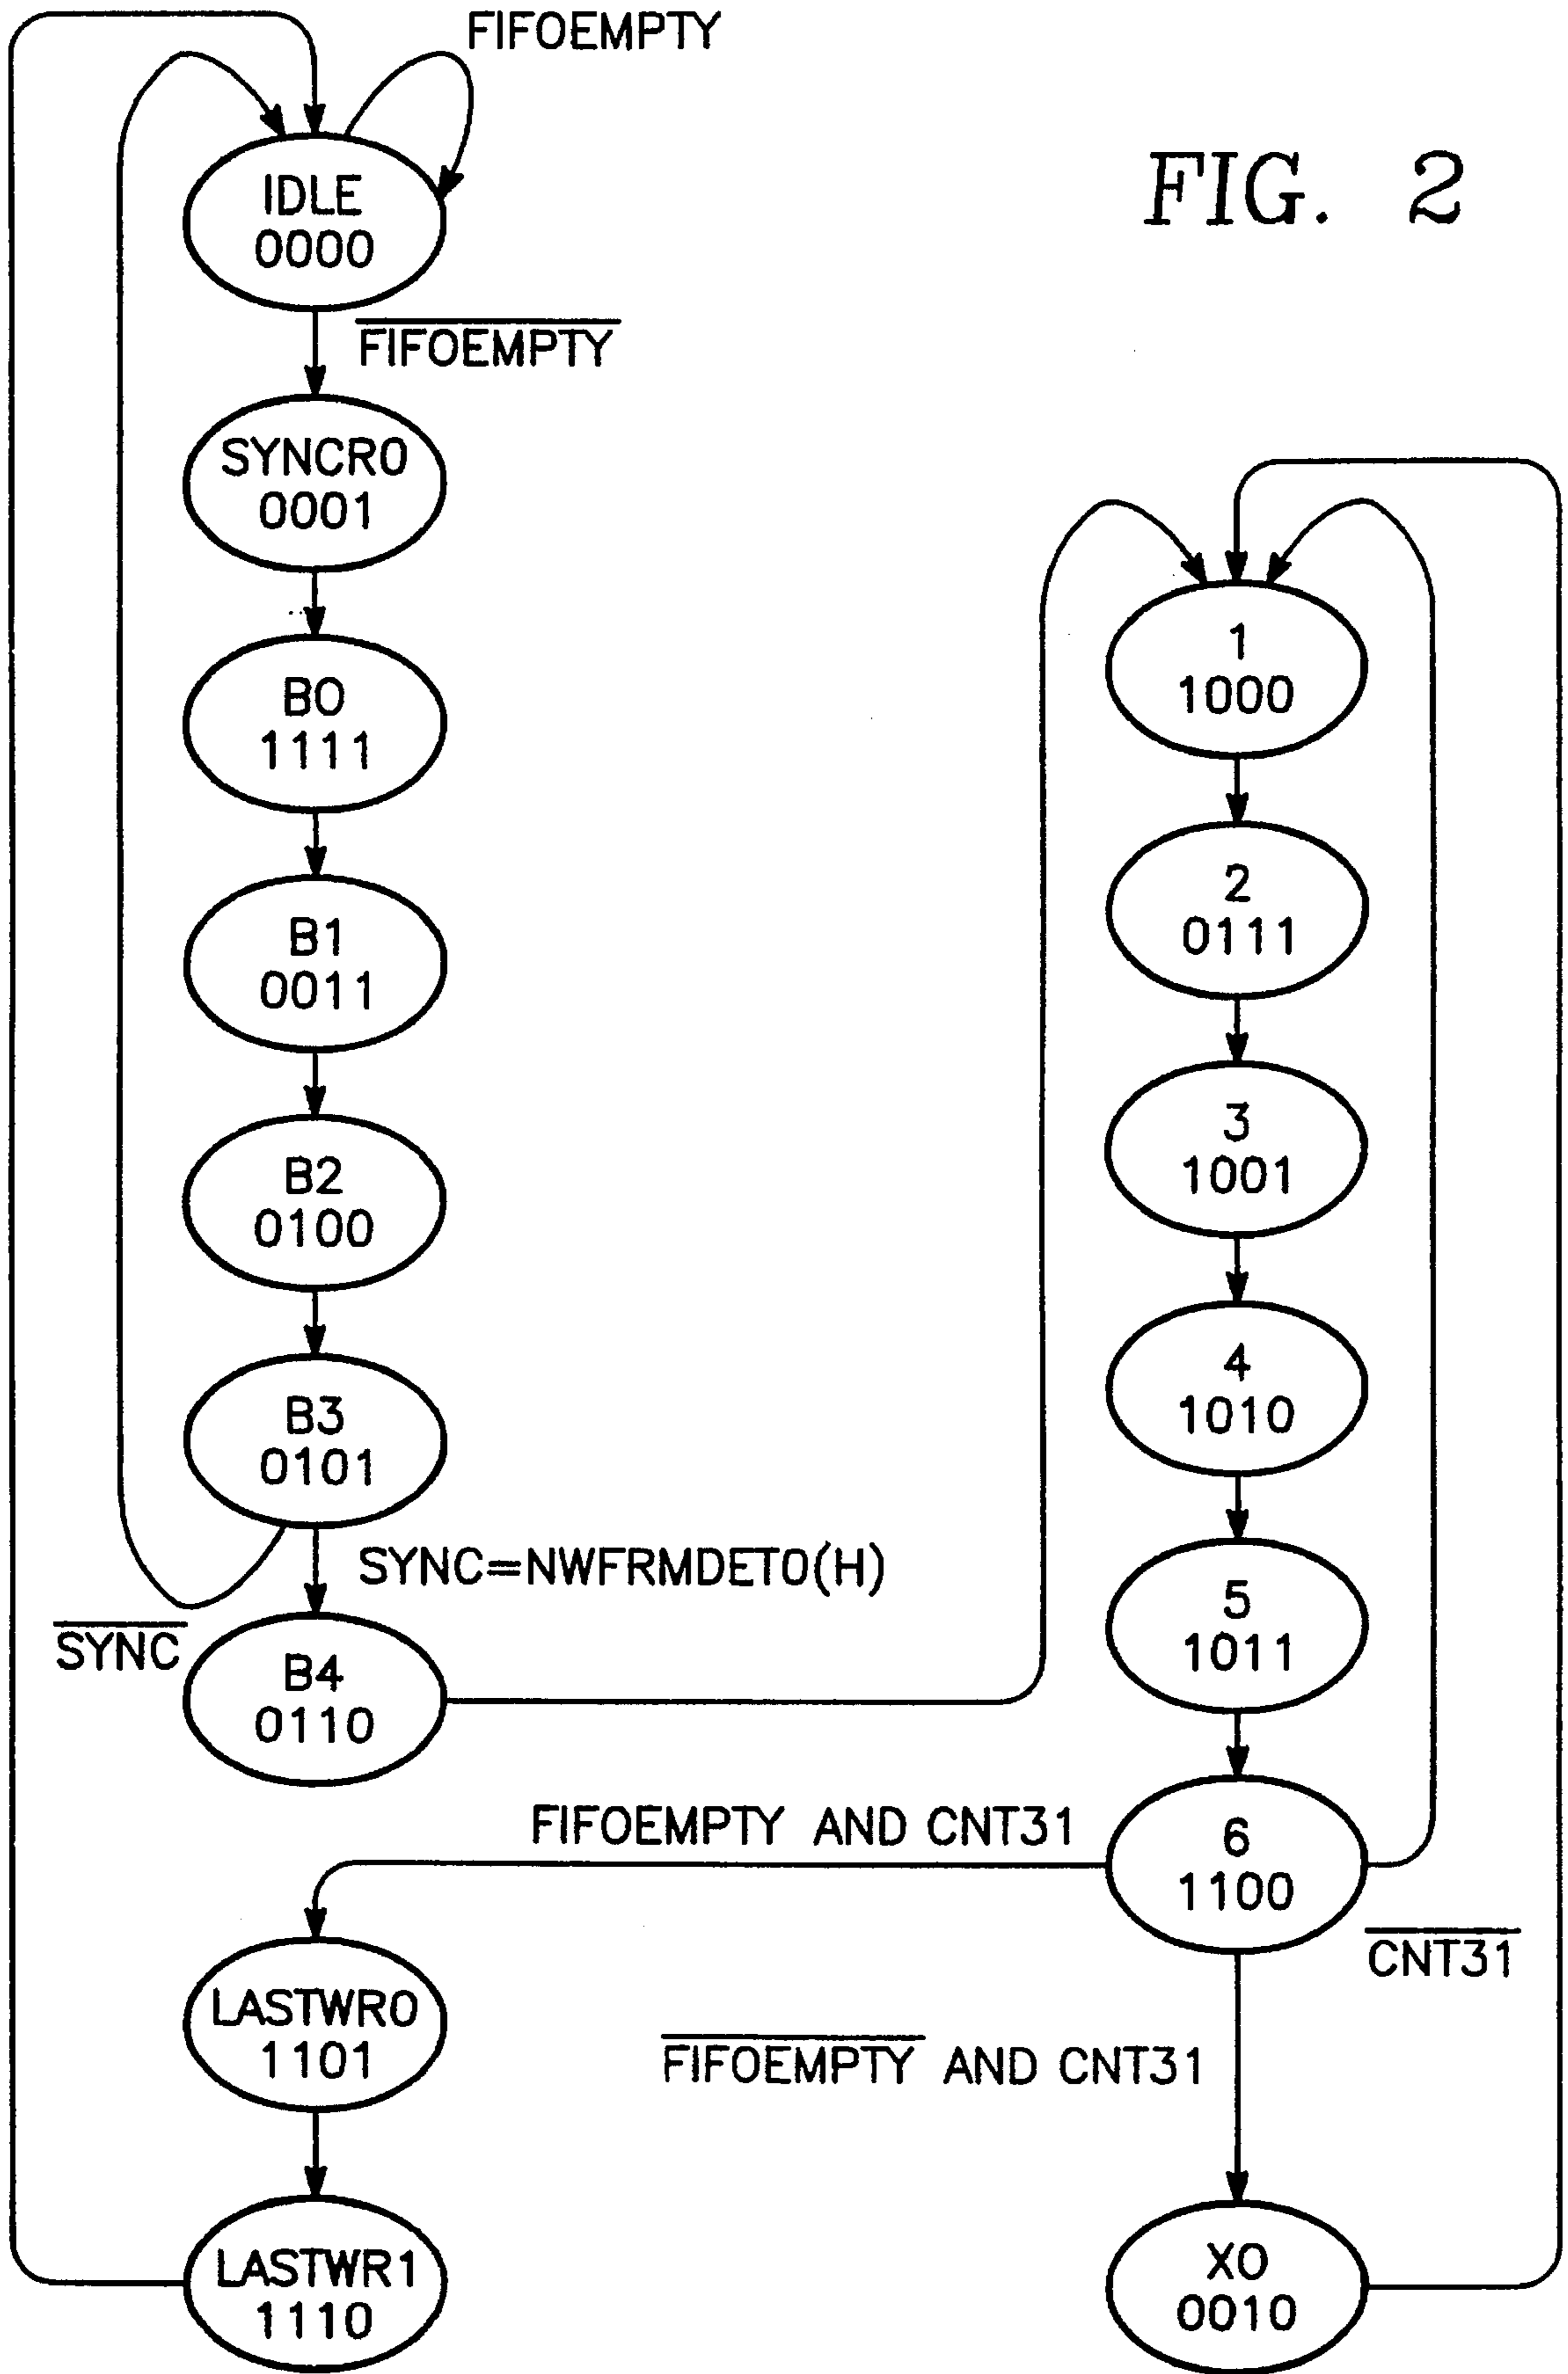 FIFOEMPTY
FIG. 2
IDLE
0000
FIFOEMPTY
SYNCR0
0001
B0
1111
B1
0011
B2
0100
B3
0101
SYNC=NWFRMDET0(H)
SYNC
B4
0110
1
1000
2
0111
3
1001
4
1010
5
1011
6
1100
FIFOEMPTY AND CNT31
CNT31
LASTWR0
1101
FIFOEMPTY AND CNT31
LASTWR1
1110
X0
0010